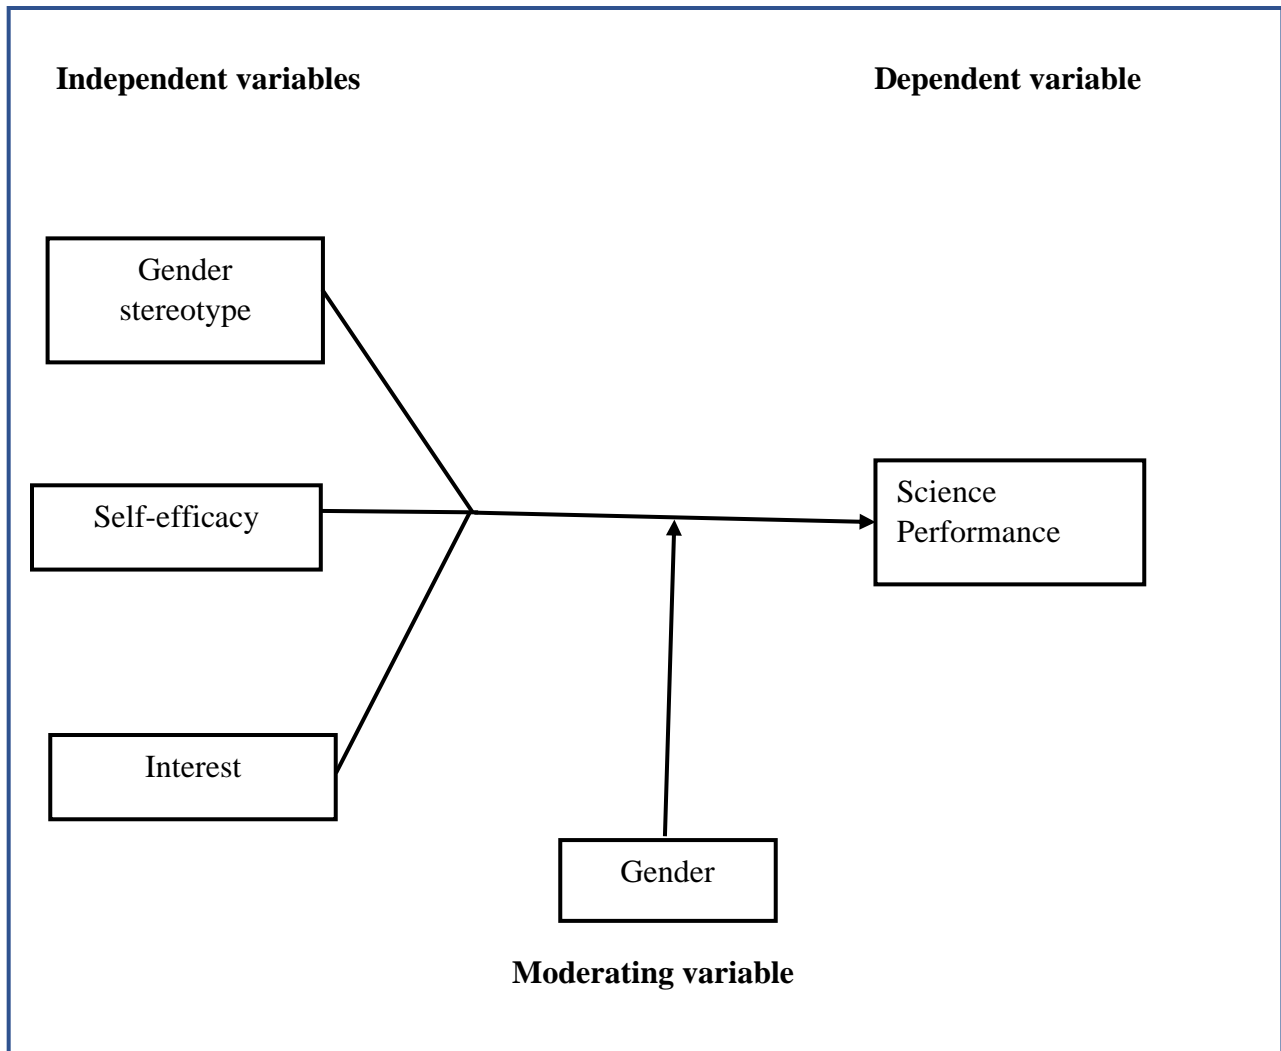 Independent variables
Dependent variable
Gender
stereotype
Self-efficacy
Science
Performance
Interest
Gender
Moderating variable